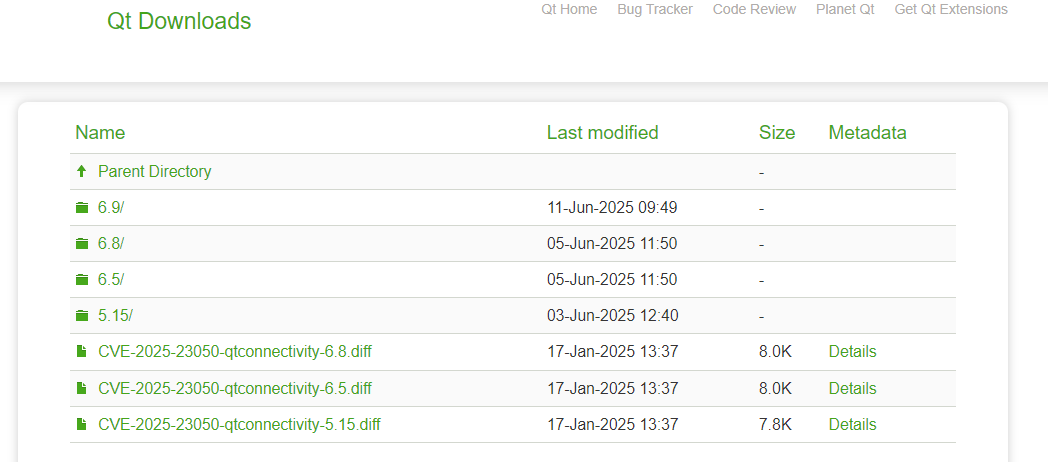 Qt Downloads
Qt Home Bug Tracker Code Review Planet Qt Get Qt Extensions
Name Last modified Size Metadata
Parent Directory -
6.9/ 11-Jun-2025 09:49 -
6.8/ 05-Jun-2025 11:50 -
6.5/ 05-Jun-2025 11:50 -
5.15/ 03-Jun-2025 12:40 -
CVE-2025-23050-qtconnectivity-6.8.diff 17-Jan-2025 13:37 8.0K Details
CVE-2025-23050-qtconnectivity-6.5.diff 17-Jan-2025 13:37 8.0K Details
CVE-2025-23050-qtconnectivity-5.15.diff 17-Jan-2025 13:37 7.8K Details